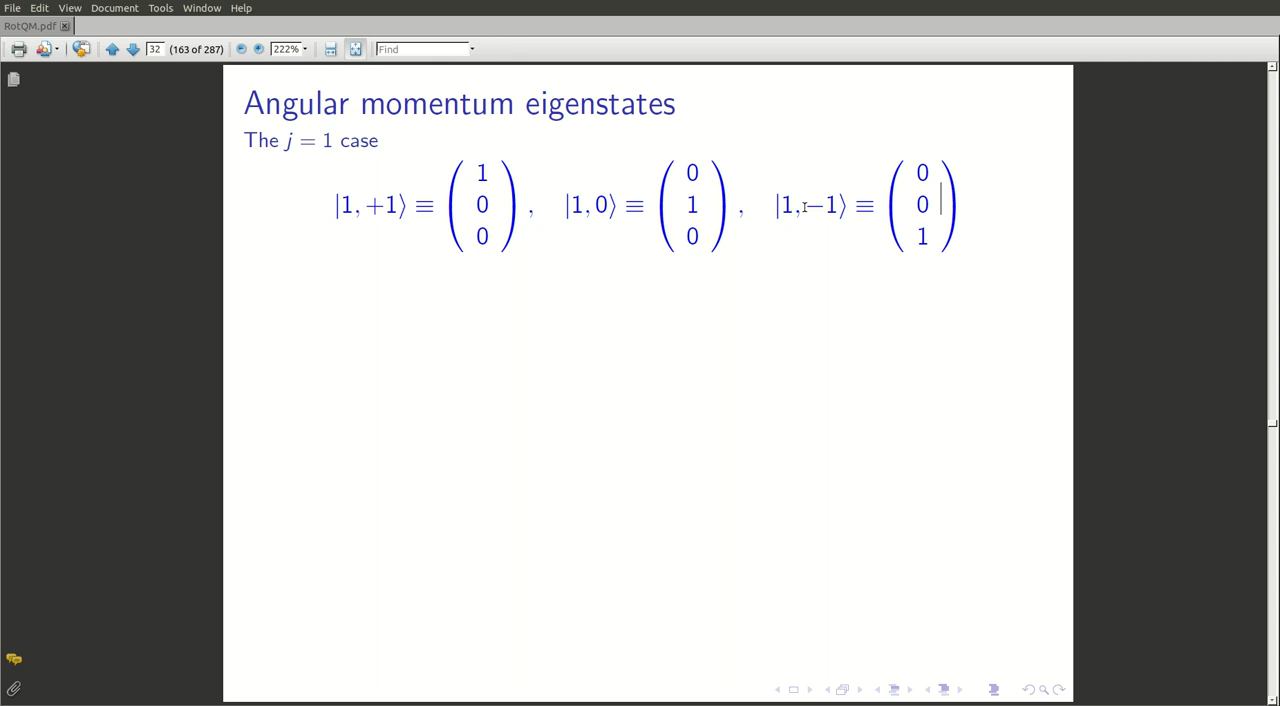 File Edit View Document Tools Window Help
RotQM.pdf
32 (163 of 287) 222% Find
Angular momentum eigenstates
The j = 1 case
|1, +1⟩ ≡ ( 1 0 0 ) , |1, 0⟩ ≡ ( 0 1 0 ) , |1, −1⟩ ≡ ( 0 0 1 )